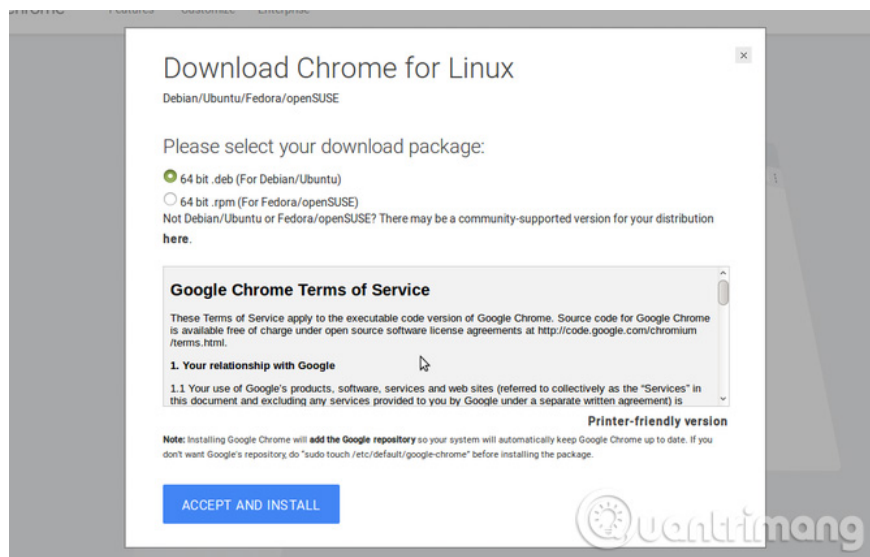 Features Customize Enterprise
×
Download Chrome for Linux
Debian/Ubuntu/Fedora/openSUSE
Please select your download package:
64 bit .deb (For Debian/Ubuntu)
64 bit .rpm (For Fedora/openSUSE)
Not Debian/Ubuntu or Fedora/openSUSE? There may be a community-supported version for your distribution
here.
Google Chrome Terms of Service
These Terms of Service apply to the executable code version of Google Chrome. Source code for Google Chrome
is available free of charge under open source software license agreements at http://code.google.com/chromium
/terms.html.
1. Your relationship with Google
1.1 Your use of Google's products, software, services and web sites (referred to collectively as the “Services” in
this document and excluding any services provided to you by Google under a separate written agreement) is
Printer-friendly version
Note: Installing Google Chrome will add the Google repository so your system will automatically keep Google Chrome up to date. If you
don't want Google's repository, do “sudo touch /etc/default/google-chrome” before installing the package.
ACCEPT AND INSTALL
Quantrimang